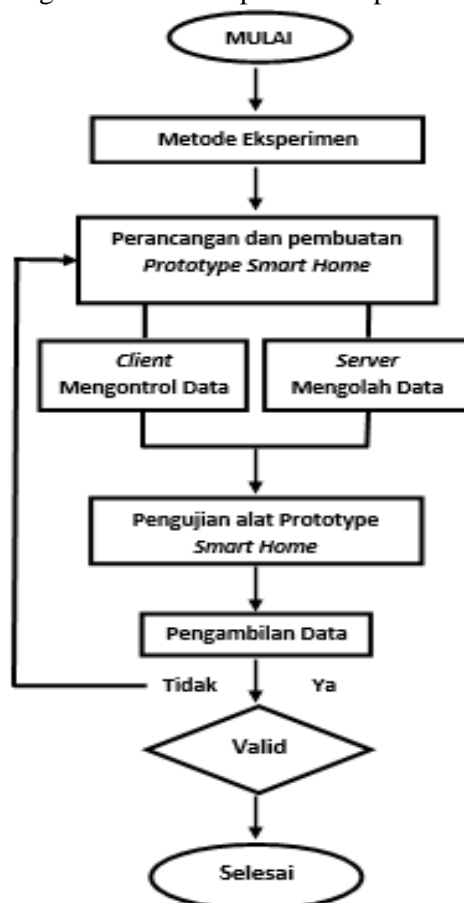 MULAI
Metode Eksperimen
Perancangan dan pembuatan
Prototype Smart Home
Client
Mengontrol Data
Server
Mengolah Data
Pengujian alat Prototype
Smart Home
Pengambilan Data
Tidak
Ya
Valid
Selesai